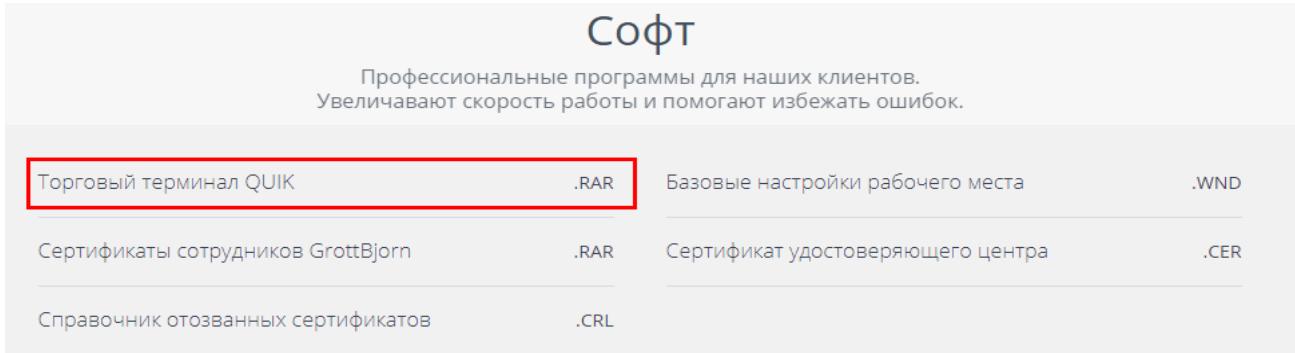 Софт
Профессиональные программы для наших клиентов.
Увеличавают скорость работы и помогают избежать ошибок.
Торговый терминал QUIK .RAR
Базовые настройки рабочего места .WND
Сертификаты сотрудников GrottBjorn .RAR
Сертификат удостоверяющего центра .CER
Справочник отозванных сертификатов .CRL